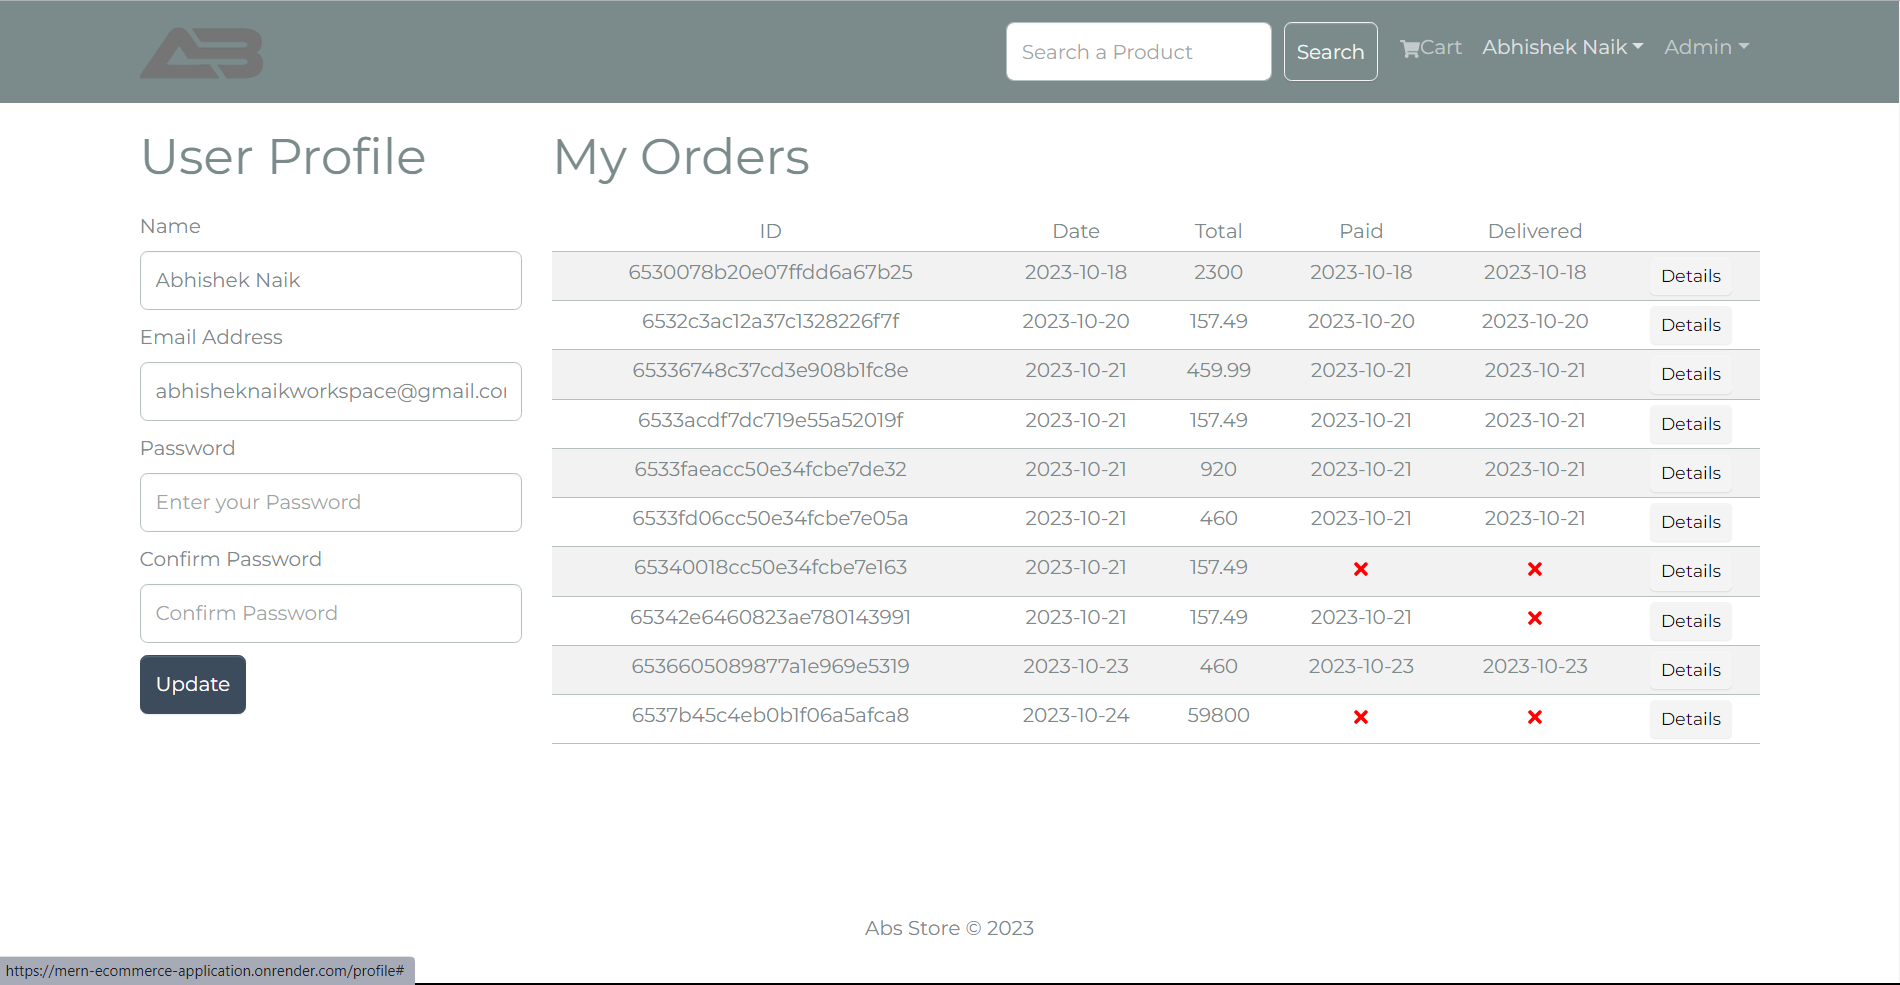 AB
Search a Product
Search
Cart
Abhishek Naik
Admin
User Profile
Name
Abhishek Naik
Email Address
abhisheknaikworkspace@gmail.co
Password
Enter your Password
Confirm Password
Confirm Password
Update
My Orders
ID Date Total Paid Delivered
6530078b20e07ffdd6a67b25 2023-10-18 2300 2023-10-18 2023-10-18 Details
6532c3ac12a37c1328226f7f 2023-10-20 157.49 2023-10-20 2023-10-20 Details
65336748c37cd3e908b1fc8e 2023-10-21 459.99 2023-10-21 2023-10-21 Details
6533acdf7dc719e55a52019f 2023-10-21 157.49 2023-10-21 2023-10-21 Details
6533faeacc50e34fcbe7de32 2023-10-21 920 2023-10-21 2023-10-21 Details
6533fd06cc50e34fcbe7e05a 2023-10-21 460 2023-10-21 2023-10-21 Details
65340018cc50e34fcbe7e163 2023-10-21 157.49 Details
65342e6460823ae780143991 2023-10-21 157.49 2023-10-21 Details
6536605089877a1e969e5319 2023-10-23 460 2023-10-23 2023-10-23 Details
6537b45c4eb0b1f06a5afca8 2023-10-24 59800 Details
Abs Store © 2023
https://mern-ecommerce-application.onrender.com/profile#